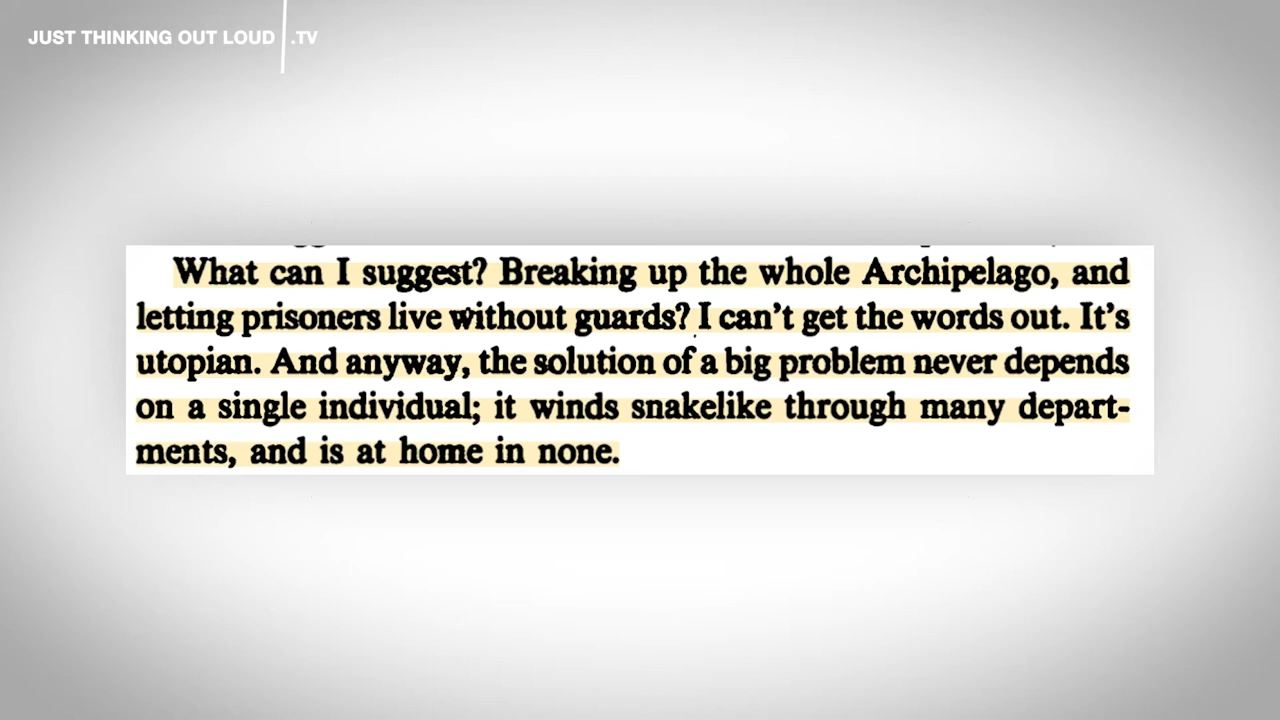 JUST THINKING OUT LOUD .TV
What can I suggest? Breaking up the whole Archipelago, and
letting prisoners live without guards? I can't get the words out. It's
utopian. And anyway, the solution of a big problem never depends
on a single individual; it winds snakelike through many depart-
ments, and is at home in none.